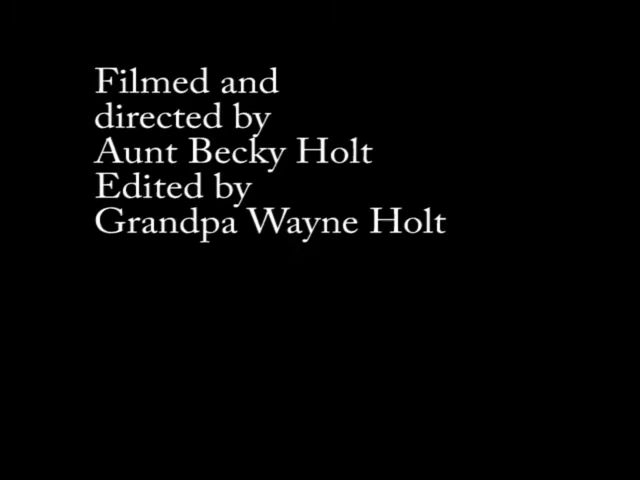 Filmed and
directed by
Aunt Becky Holt
Edited by
Grandpa Wayne Holt